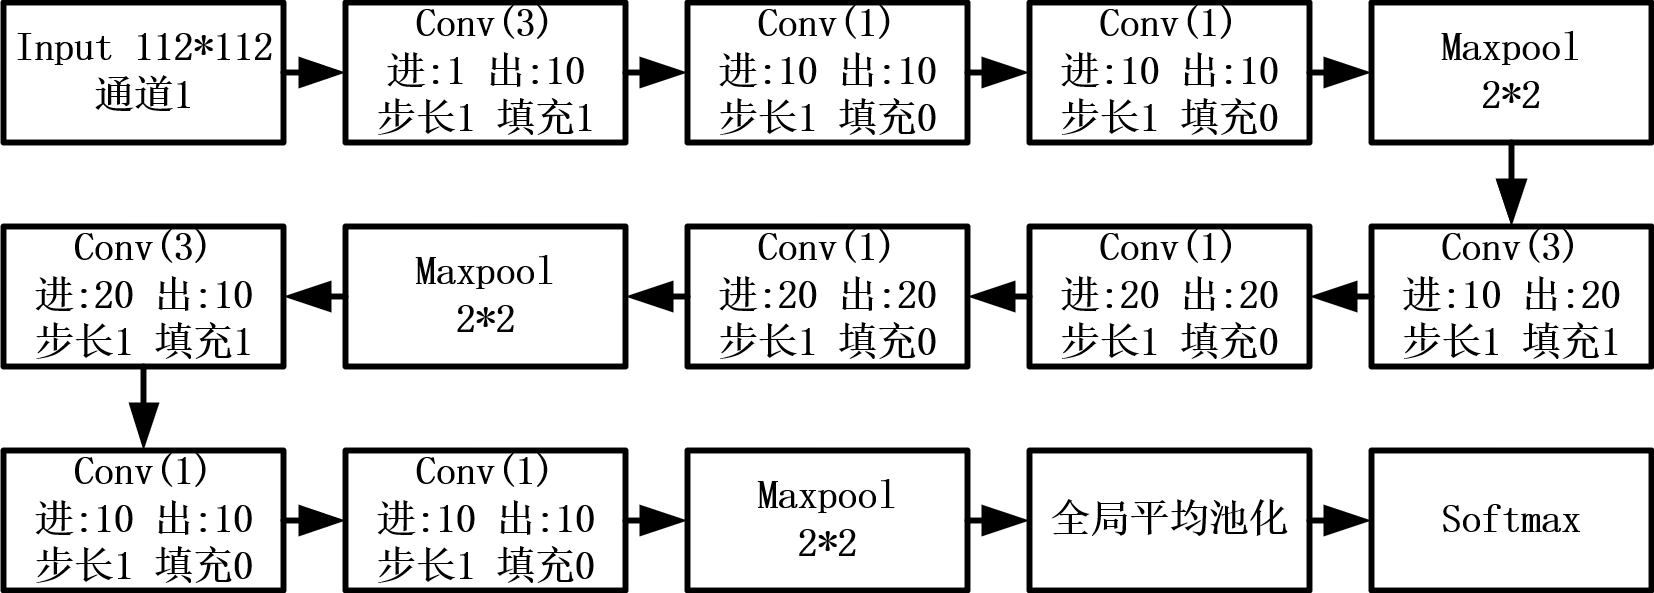 Input 112*112
通道1
Conv(3)
进:1 出:10
步长1 填充1
Conv(1)
进:10 出:10
步长1 填充0
Conv(1)
进:10 出:10
步长1 填充0
Maxpool
2*2
Conv(3)
进:10 出:20
步长1 填充1
Conv(1)
进:20 出:20
步长1 填充0
Conv(1)
进:20 出:20
步长1 填充0
Maxpool
2*2
Conv(3)
进:20 出:10
步长1 填充1
Conv(1)
进:10 出:10
步长1 填充0
Conv(1)
进:10 出:10
步长1 填充0
Maxpool
2*2
全局平均池化
Softmax